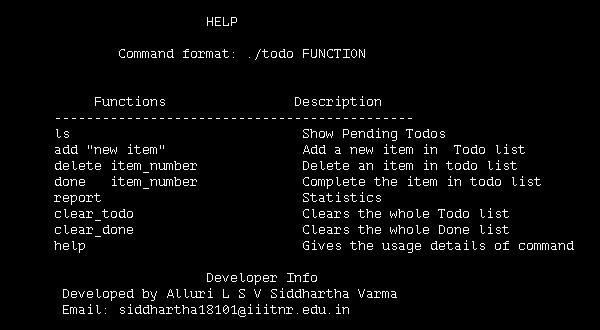 HELP
Command format: ./todo FUNCTION
Functions Description
---------------------------------------------
ls Show Pending Todos
add "new item" Add a new item in  Todo list
delete item_number Delete an item in todo list
done   item_number Complete the item in todo list
report Statistics
clear_todo Clears the whole Todo list
clear_done Clears the whole Done list
help Gives the usage details of command
Developer Info
Developed by Alluri L S V Siddhartha Varma
Email: siddhartha18101@iiitnr.edu.in